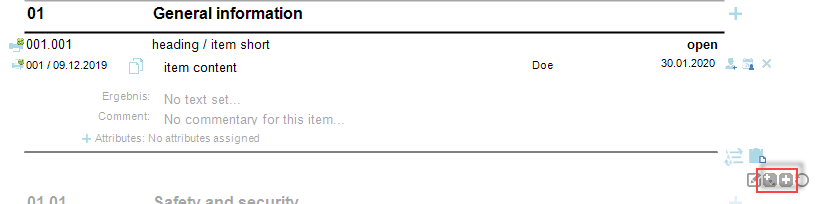 01 General information
001.001 heading / item short open
001 / 09.12.2019 item content Doe 30.01.2020
Ergebnis: No text set...
Comment: No commentary for this item...
Attributes: No attributes assigned
01.01 Safety and security